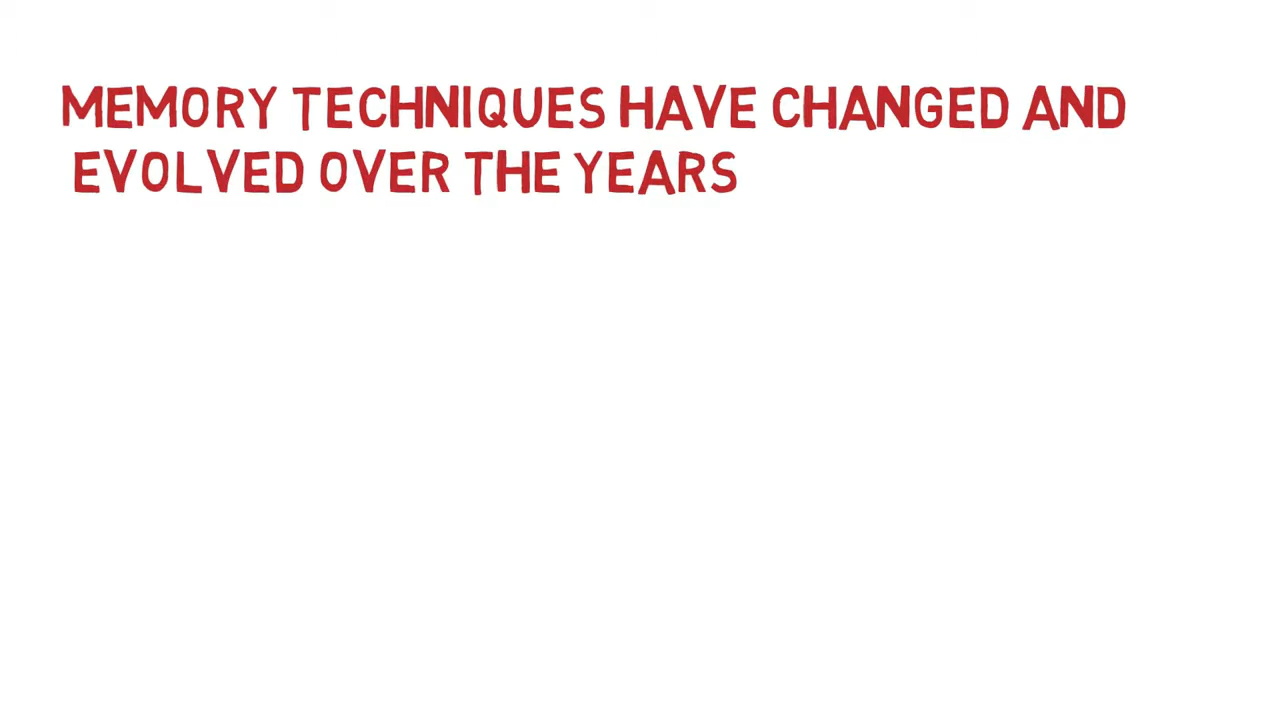 MEMORY TECHNIQUES HAVE CHANGED AND
EVOLVED OVER THE YEARS